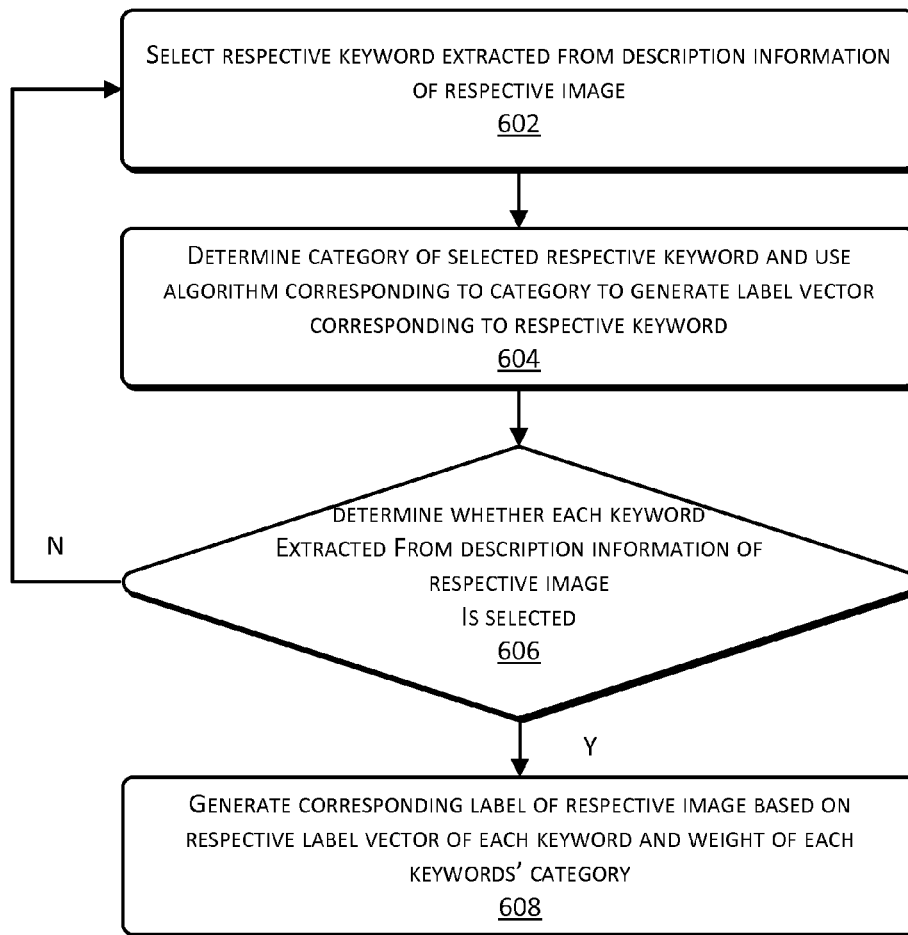 SELECT RESPECTIVE KEYWORD EXTRACTED FROM DESCRIPTION INFORMATION
OF RESPECTIVE IMAGE
602
DETERMINE CATEGORY OF SELECTED RESPECTIVE KEYWORD AND USE
ALGORITHM CORRESPONDING TO CATEGORY TO GENERATE LABEL VECTOR
CORRESPONDING TO RESPECTIVE KEYWORD
604
DETERMINE WHETHER EACH KEYWORD
EXTRACTED FROM DESCRIPTION INFORMATION OF
RESPECTIVE IMAGE
IS SELECTED
606
N
Y
GENERATE CORRESPONDING LABEL OF RESPECTIVE IMAGE BASED ON
RESPECTIVE LABEL VECTOR OF EACH KEYWORD AND WEIGHT OF EACH
KEYWORDS' CATEGORY
608